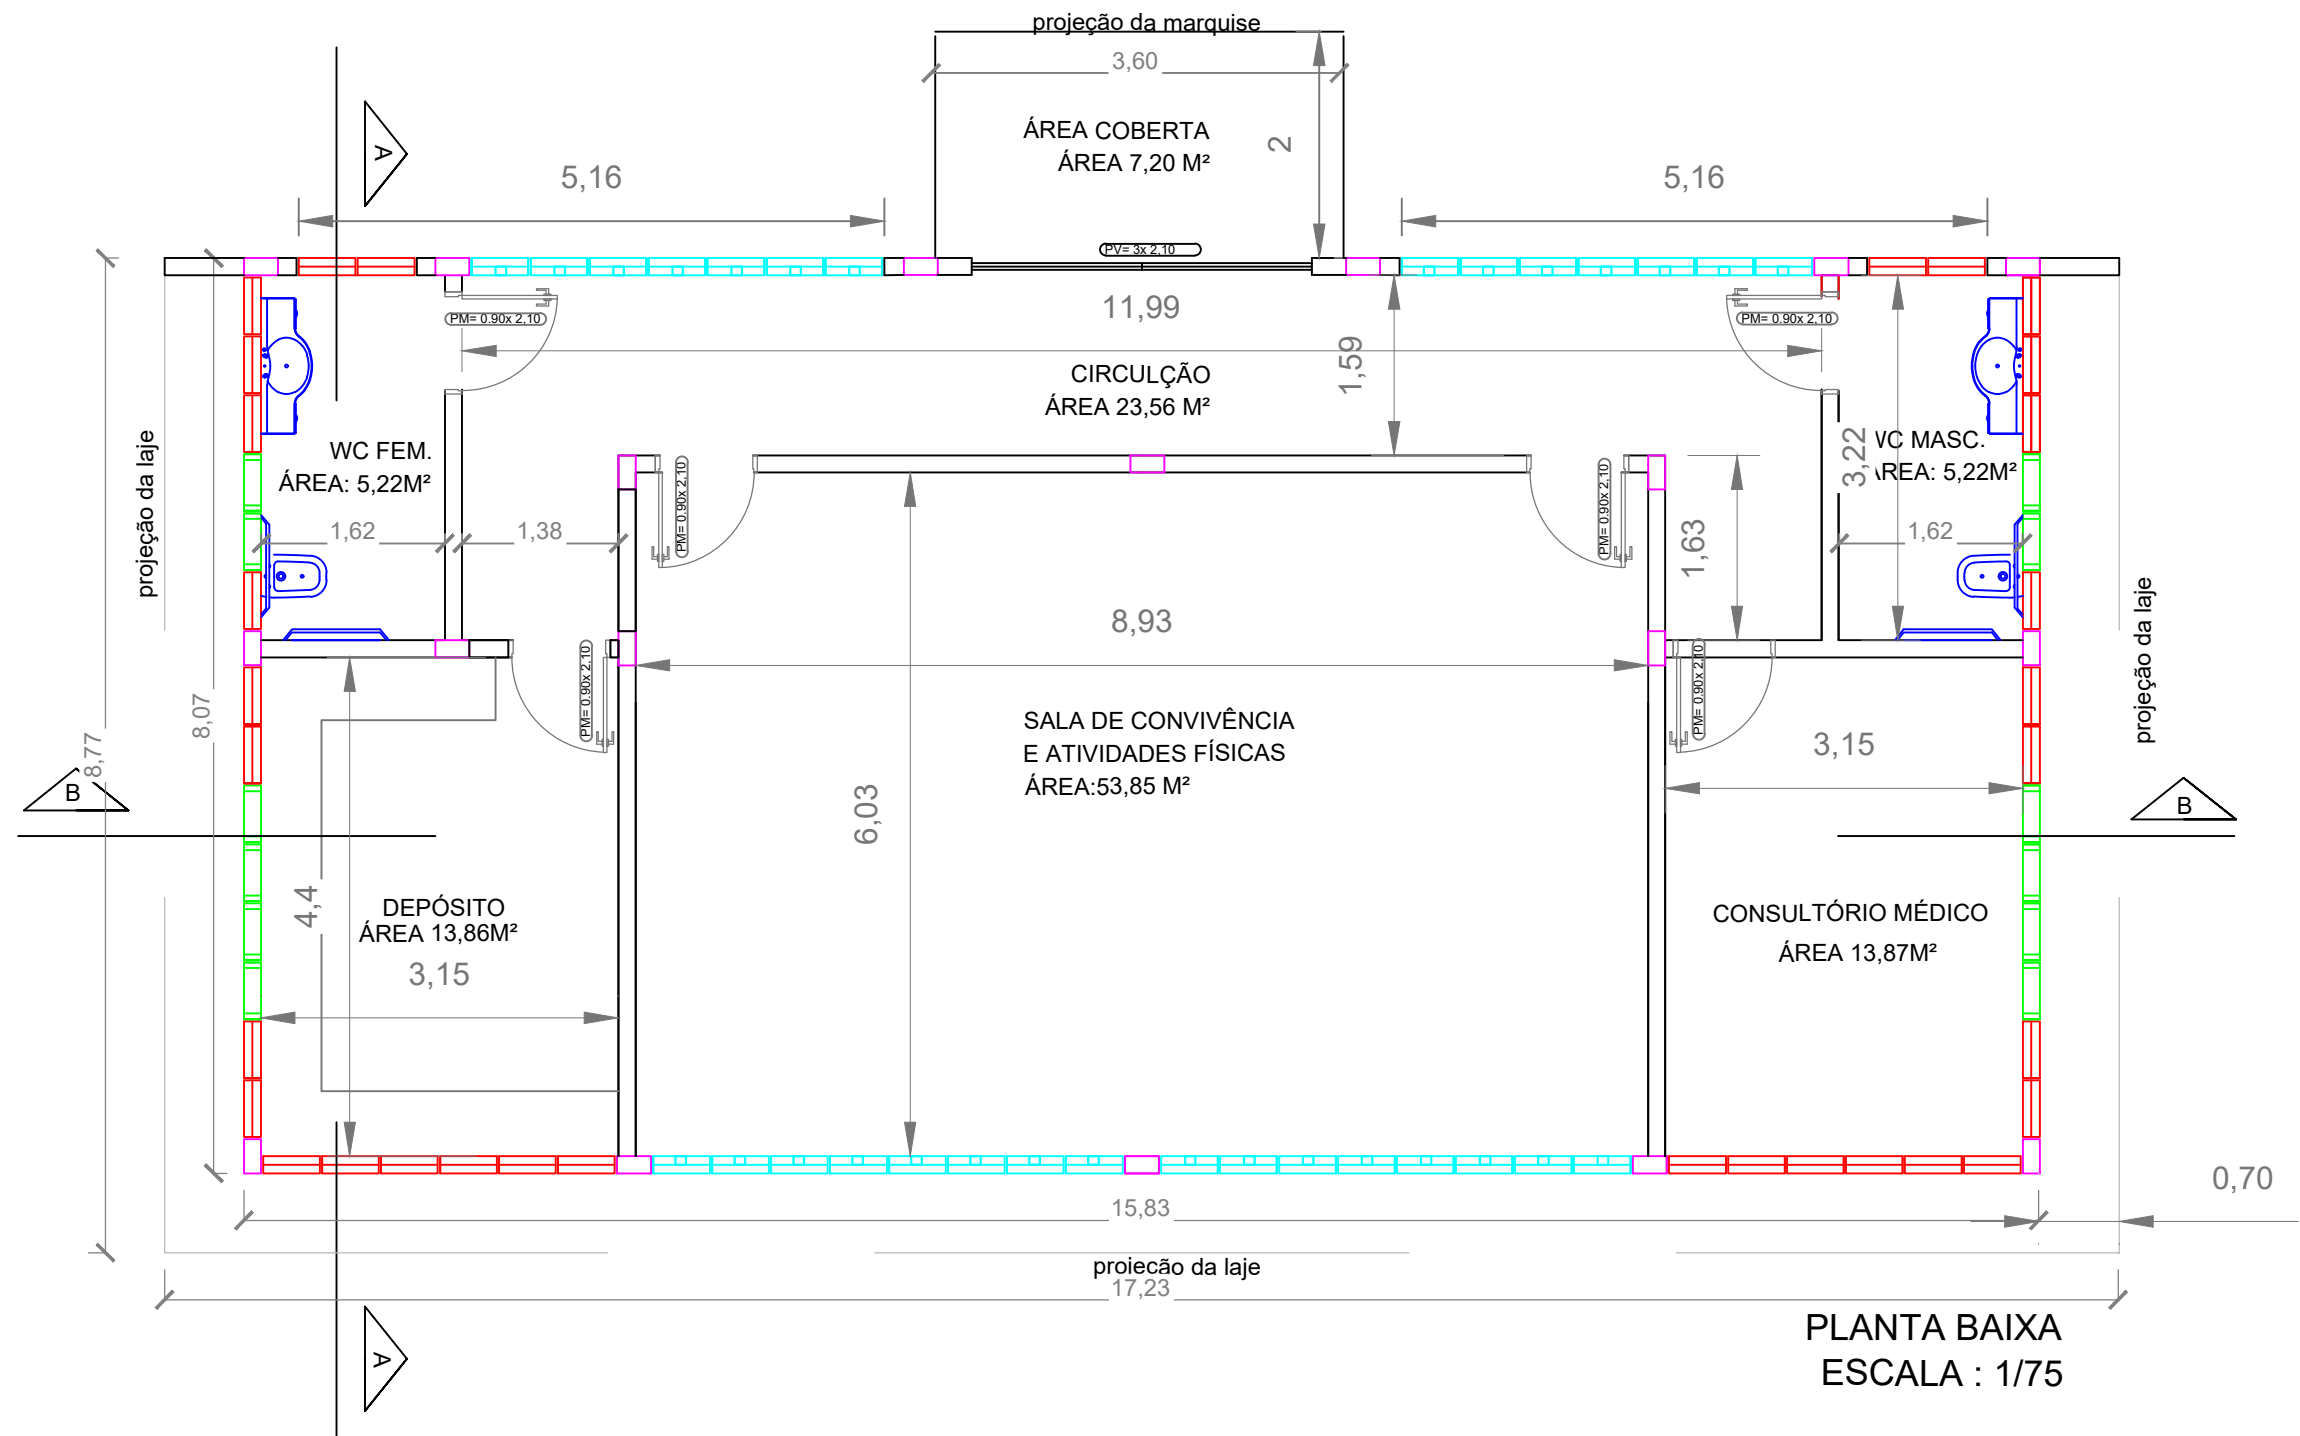 projeção da marquise
3,60
ÁREA COBERTA
ÁREA 7,20 M²
2
A
5,16
5,16
PV= 3x 2,10
11,99
PM= 0.90x 2,10
PM= 0.90x 2,10
1,59
CIRCULÇÃO
ÁREA 23,56 M²
projeção da laje
WC FEM.
ÁREA: 5,22M²
WC MASC.
ÁREA: 5,22M²
3,22
PM= 0.90x 2,10
PM= 0.90x 2,10
1,62
1,38
1,63
1,62
8,93
projeção da laje
PM= 0.90x 2,10
PM= 0.90x 2,10
8,07
8,77
SALA DE CONVIVÊNCIA
E ATIVIDADES FÍSICAS
ÁREA:53,85 M²
3,15
B
B
6,03
4,4
DEPÓSITO
ÁREA 13,86M²
3,15
CONSULTÓRIO MÉDICO
ÁREA 13,87M²
15,83
0,70
projeção da laje
17,23
A
PLANTA BAIXA
ESCALA : 1/75